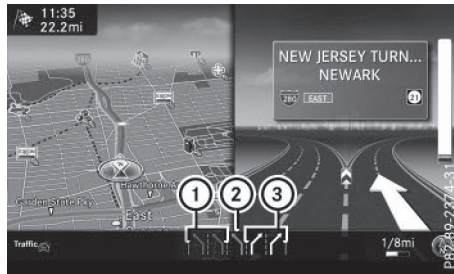 11:35
22.2mi
NEW JERSEY TURN...
NEWARK
280 EAST 21
280
Hawthorne A
Garden State Pky
East
1 2 3
Traffic
1/8mi
P82.89-2374-31